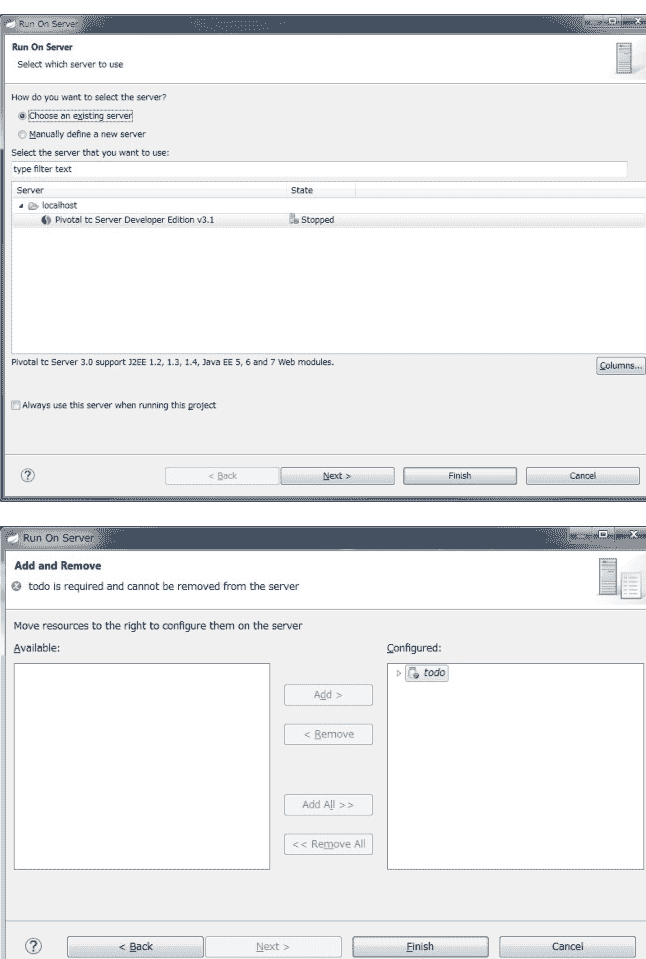 Run On Server
Run On Server
Select which server to use
How do you want to select the server?
Choose an existing server
Manually define a new server
Select the server that you want to use:
type filter text
Server State
localhost
Pivotal tc Server Developer Edition v3.1 Stopped
Pivotal tc Server 3.0 support J2EE 1.2, 1.3, 1.4, Java EE 5, 6 and 7 Web modules.
Columns...
Always use this server when running this project
? < Back Next > Finish Cancel
Run On Server
Add and Remove
todo is required and cannot be removed from the server
Move resources to the right to configure them on the server
Available: Configured:
todo
Add >
< Remove
Add All >>
<< Remove All
? < Back Next > Finish Cancel